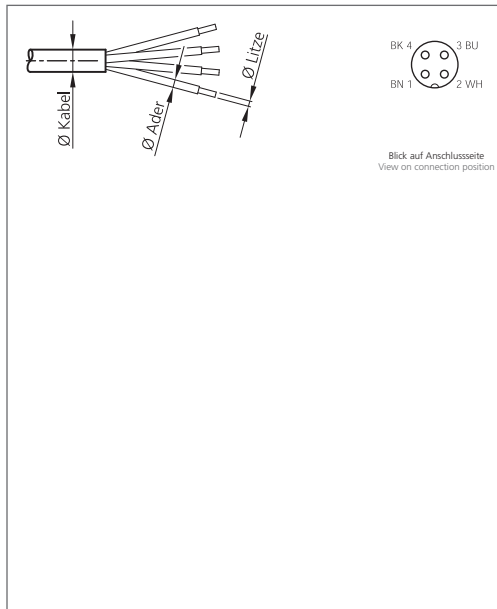 Ø Kabel
Ø Ader
Ø Litze
BK 4
3 BU
BN 1
2 WH
Blick auf Anschlussseite
View on connection position